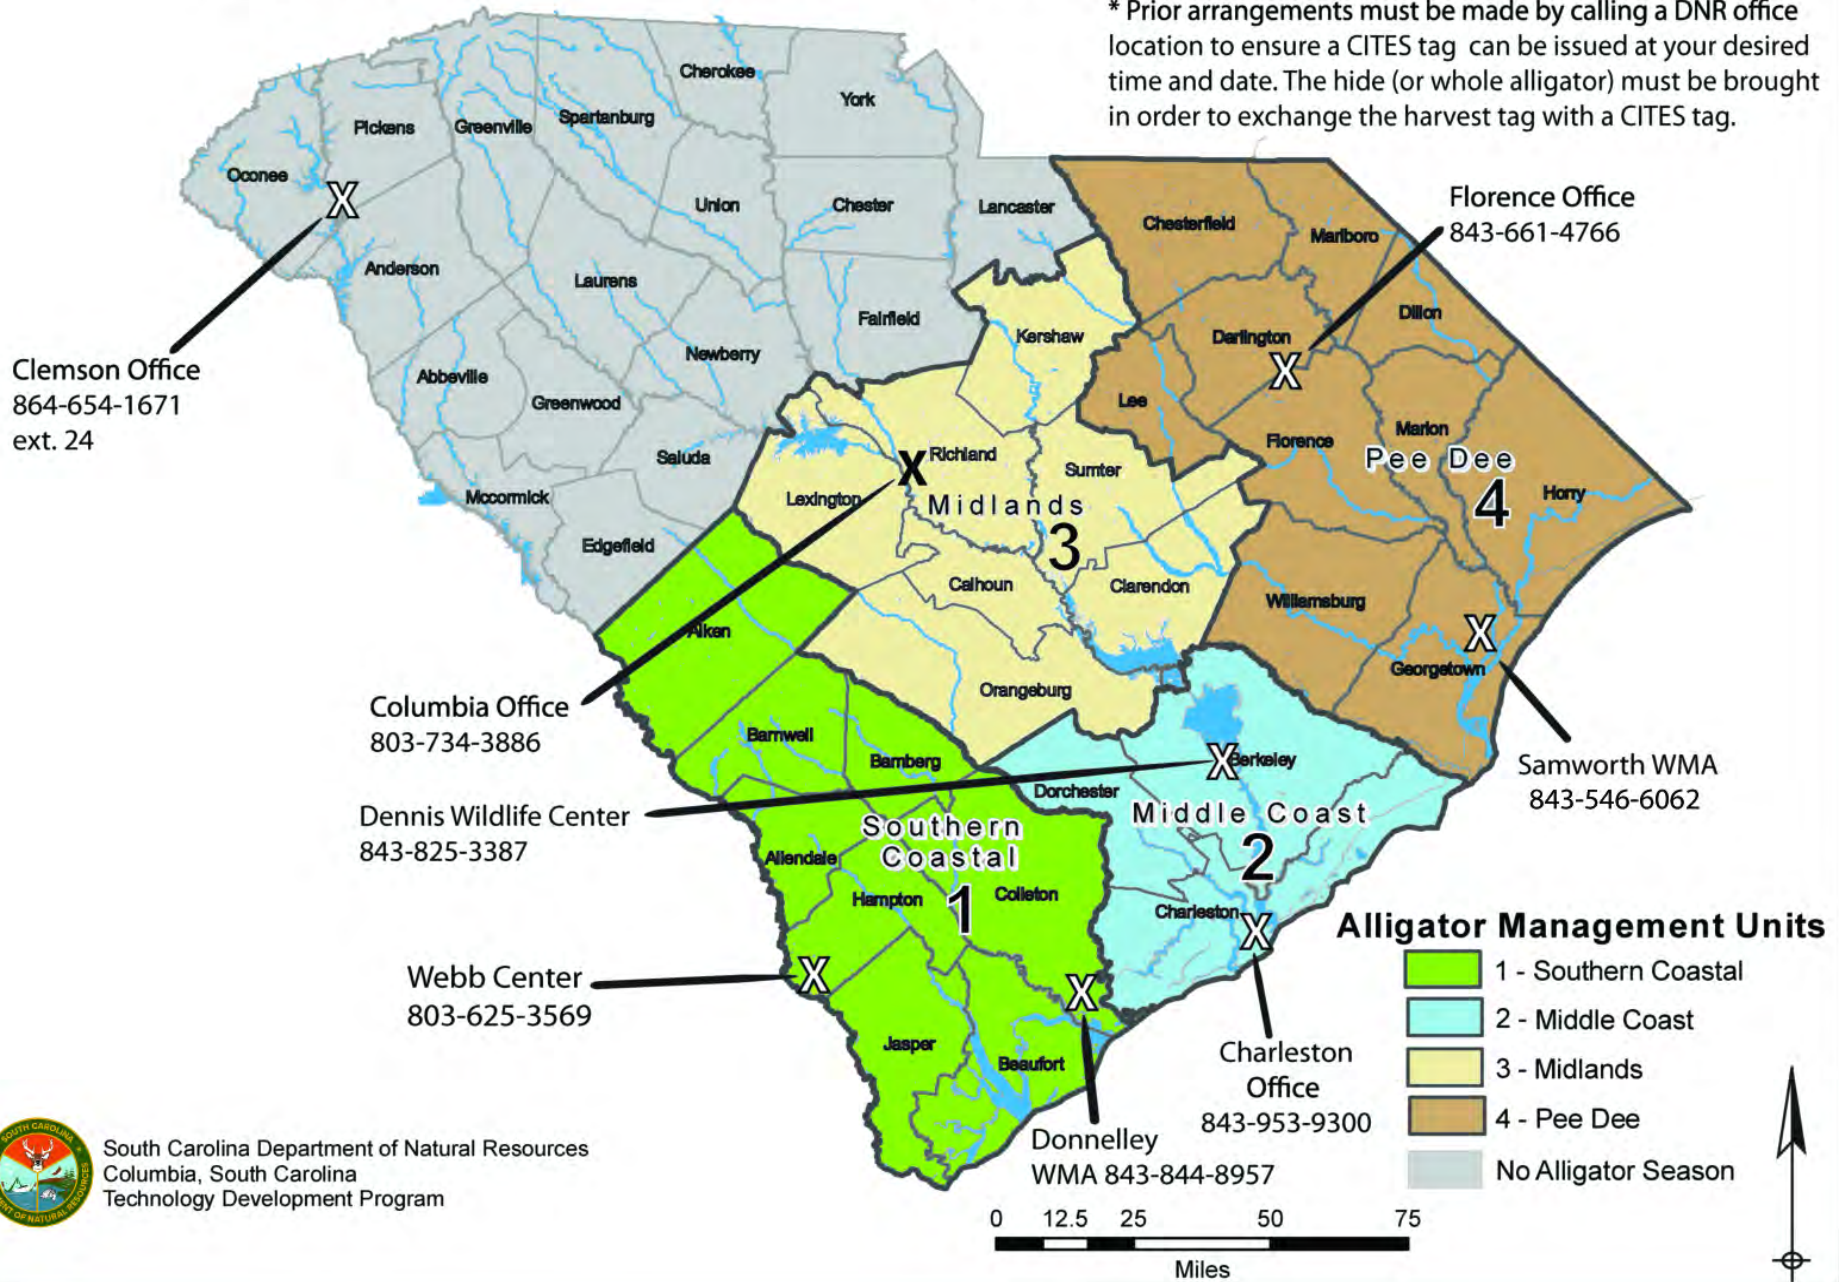 * Prior arrangements must be made by calling a DNR office
location to ensure a CITES tag can be issued at your desired
time and date. The hide (or whole alligator) must be brought
in order to exchange the harvest tag with a CITES tag.
Cherokee
York
Pickens
Greenville
Spartanburg
Oconee
X
Union
Chester
Lancaster
Chesterfield
Marlboro
Florence Office
843-661-4766
Anderson
Laurens
Fairfield
Kershaw
Darlington
Dillon
X
Clemson Office
864-654-1671
ext. 24
Abbeville
Greenwood
Newberry
Lee
Florence
Marion
Pee Dee
4
Horry
Saluda
X
Richland
Sumter
Mccormick
Lexington
Midlands
3
Edgefield
Calhoun
Clarendon
Williamsburg
X
Georgetown
Aiken
Orangeburg
Columbia Office
803-734-3886
Barnwell
Bamberg
X
Berkeley
Samworth WMA
843-546-6062
Dorchester
Dennis Wildlife Center
843-825-3387
Middle Coast
2
Southern
Coastal
1
Allendale
Hampton
Colleton
Charleston
X
Webb Center
803-625-3569
X
X
Jasper
Beaufort
Charleston
Office
843-953-9300
Donnelley
WMA 843-844-8957
Alligator Management Units
1 - Southern Coastal
2 - Middle Coast
3 - Midlands
4 - Pee Dee
No Alligator Season
SOUTH CAROLINA
DEPARTMENT OF NATURAL RESOURCES
South Carolina Department of Natural Resources
Columbia, South Carolina
Technology Development Program
0 12.5 25 50 75
Miles